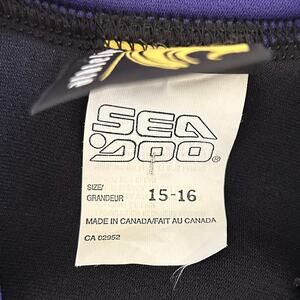 SEA
DOO®
SIZE/
GRANDEUR 15-16
MADE IN CANADA/FAIT AU CANADA
CA 02952